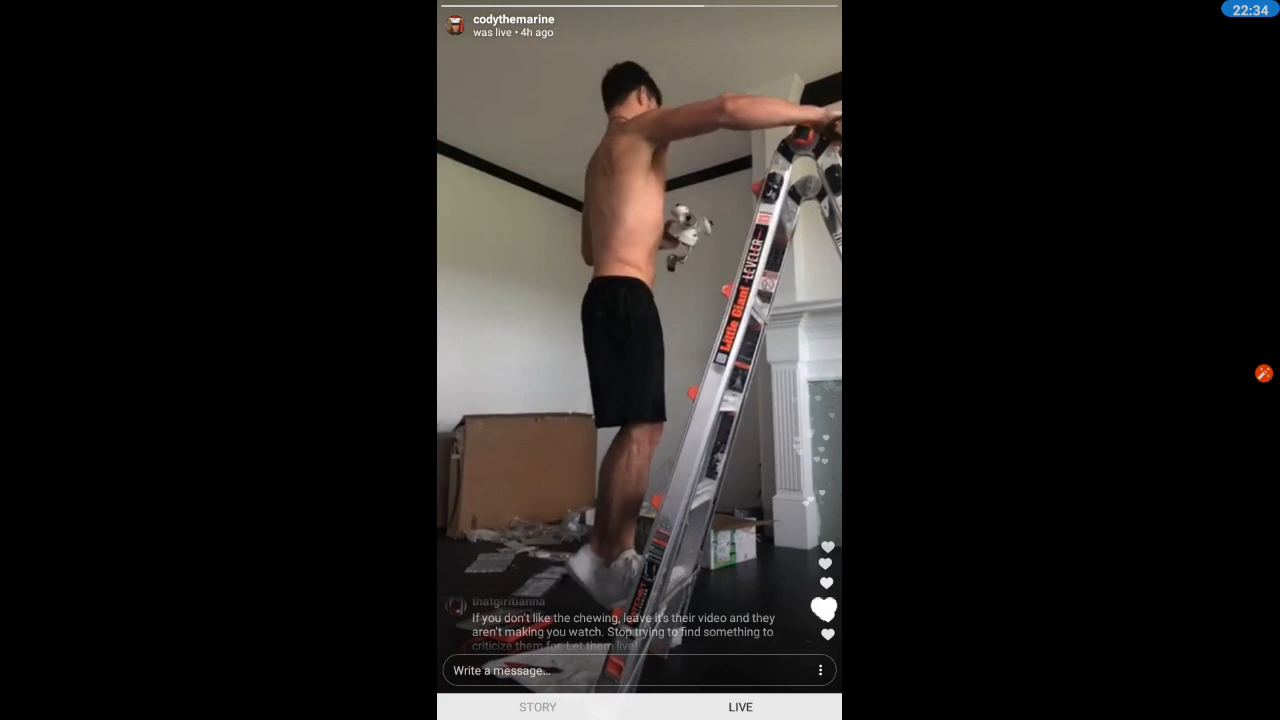 22:34
codythemarine
was live • 4h ago
LEVELER
Little Giant
thatgirltianna
If you don't like the chewing, leave it's their video and they
aren't making you watch. Stop trying to find something to
criticize them for. Let them live!
Write a message...
STORY
LIVE